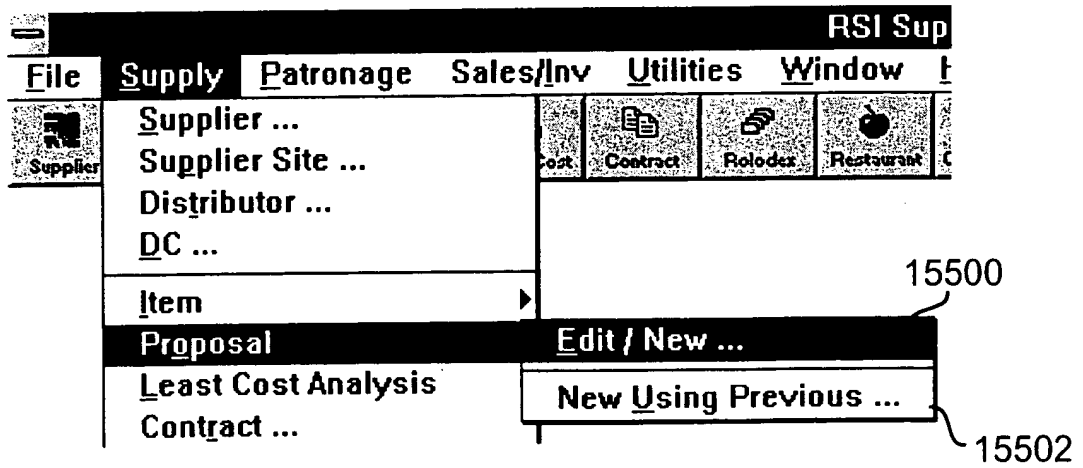 RSI Sup
File Supply Patronage Sales/Inv Utilities Window H
Supplier Cost Contract Rolodex Restaurant
Supplier ...
Supplier Site ...
Distributor ...
DC ...
15500
Item
Proposal Edit / New ...
Least Cost Analysis
New Using Previous ...
Contract ...
15502